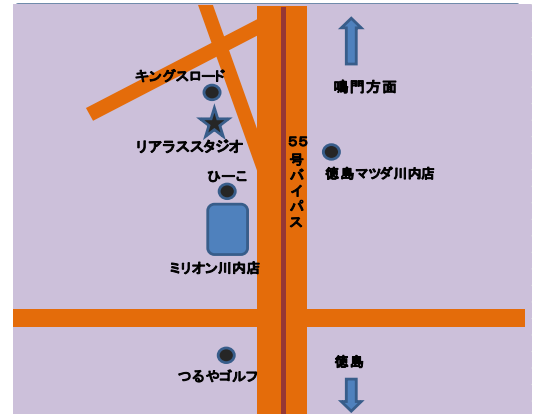 キングスロード
鳴門方面
リアラススタジオ
55号バイパス
徳島マツダ川内店
ひーこ
ミリオン川内店
徳島
つるやゴルフ